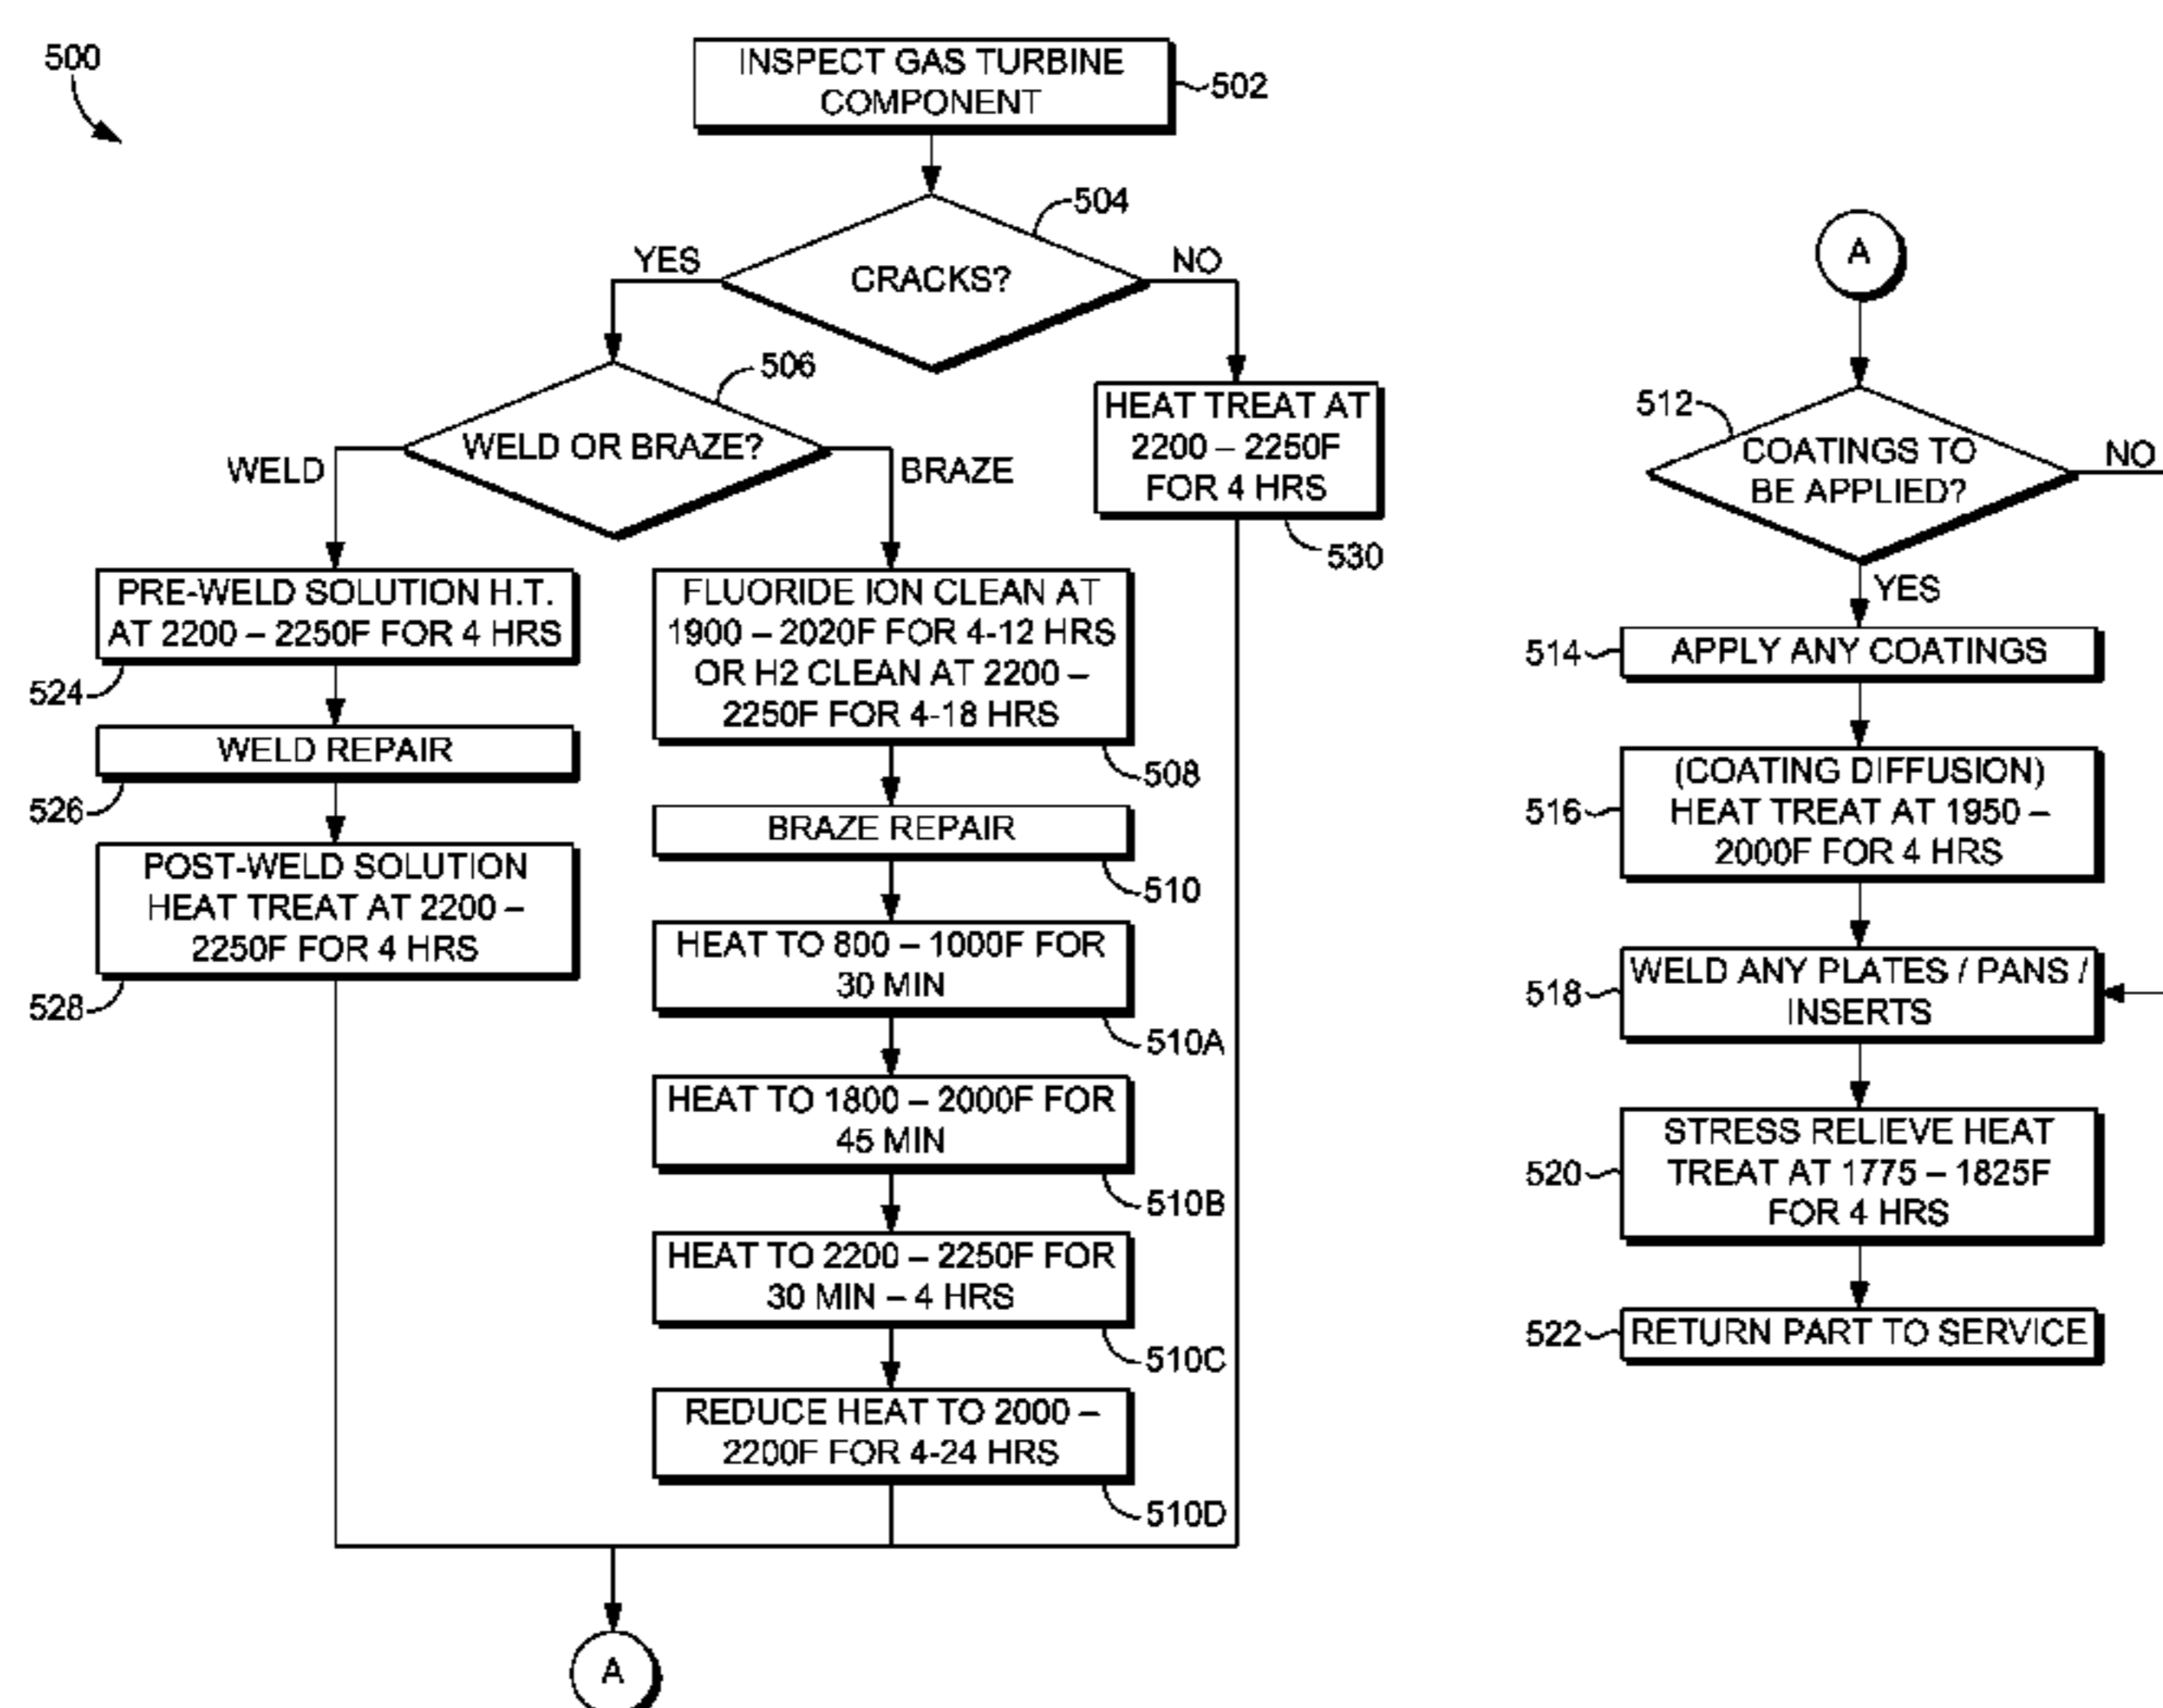 500
INSPECT GAS TURBINE
COMPONENT
502
504
CRACKS?
YES
NO
506
WELD OR BRAZE?
WELD
BRAZE
HEAT TREAT AT
2200 – 2250F
FOR 4 HRS
530
PRE-WELD SOLUTION H.T.
AT 2200 – 2250F FOR 4 HRS
524
WELD REPAIR
526
POST-WELD SOLUTION
HEAT TREAT AT 2200 –
2250F FOR 4 HRS
528
FLUORIDE ION CLEAN AT
1900 – 2020F FOR 4-12 HRS
OR H2 CLEAN AT 2200 –
2250F FOR 4-18 HRS
508
BRAZE REPAIR
510
HEAT TO 800 – 1000F FOR
30 MIN
510A
HEAT TO 1800 – 2000F FOR
45 MIN
510B
HEAT TO 2200 – 2250F FOR
30 MIN – 4 HRS
510C
REDUCE HEAT TO 2000 –
2200F FOR 4-24 HRS
510D
A
A
512
COATINGS TO
BE APPLIED?
NO
YES
514
APPLY ANY COATINGS
516
(COATING DIFFUSION)
HEAT TREAT AT 1950 –
2000F FOR 4 HRS
518
WELD ANY PLATES / PANS /
INSERTS
520
STRESS RELIEVE HEAT
TREAT AT 1775 – 1825F
FOR 4 HRS
522
RETURN PART TO SERVICE